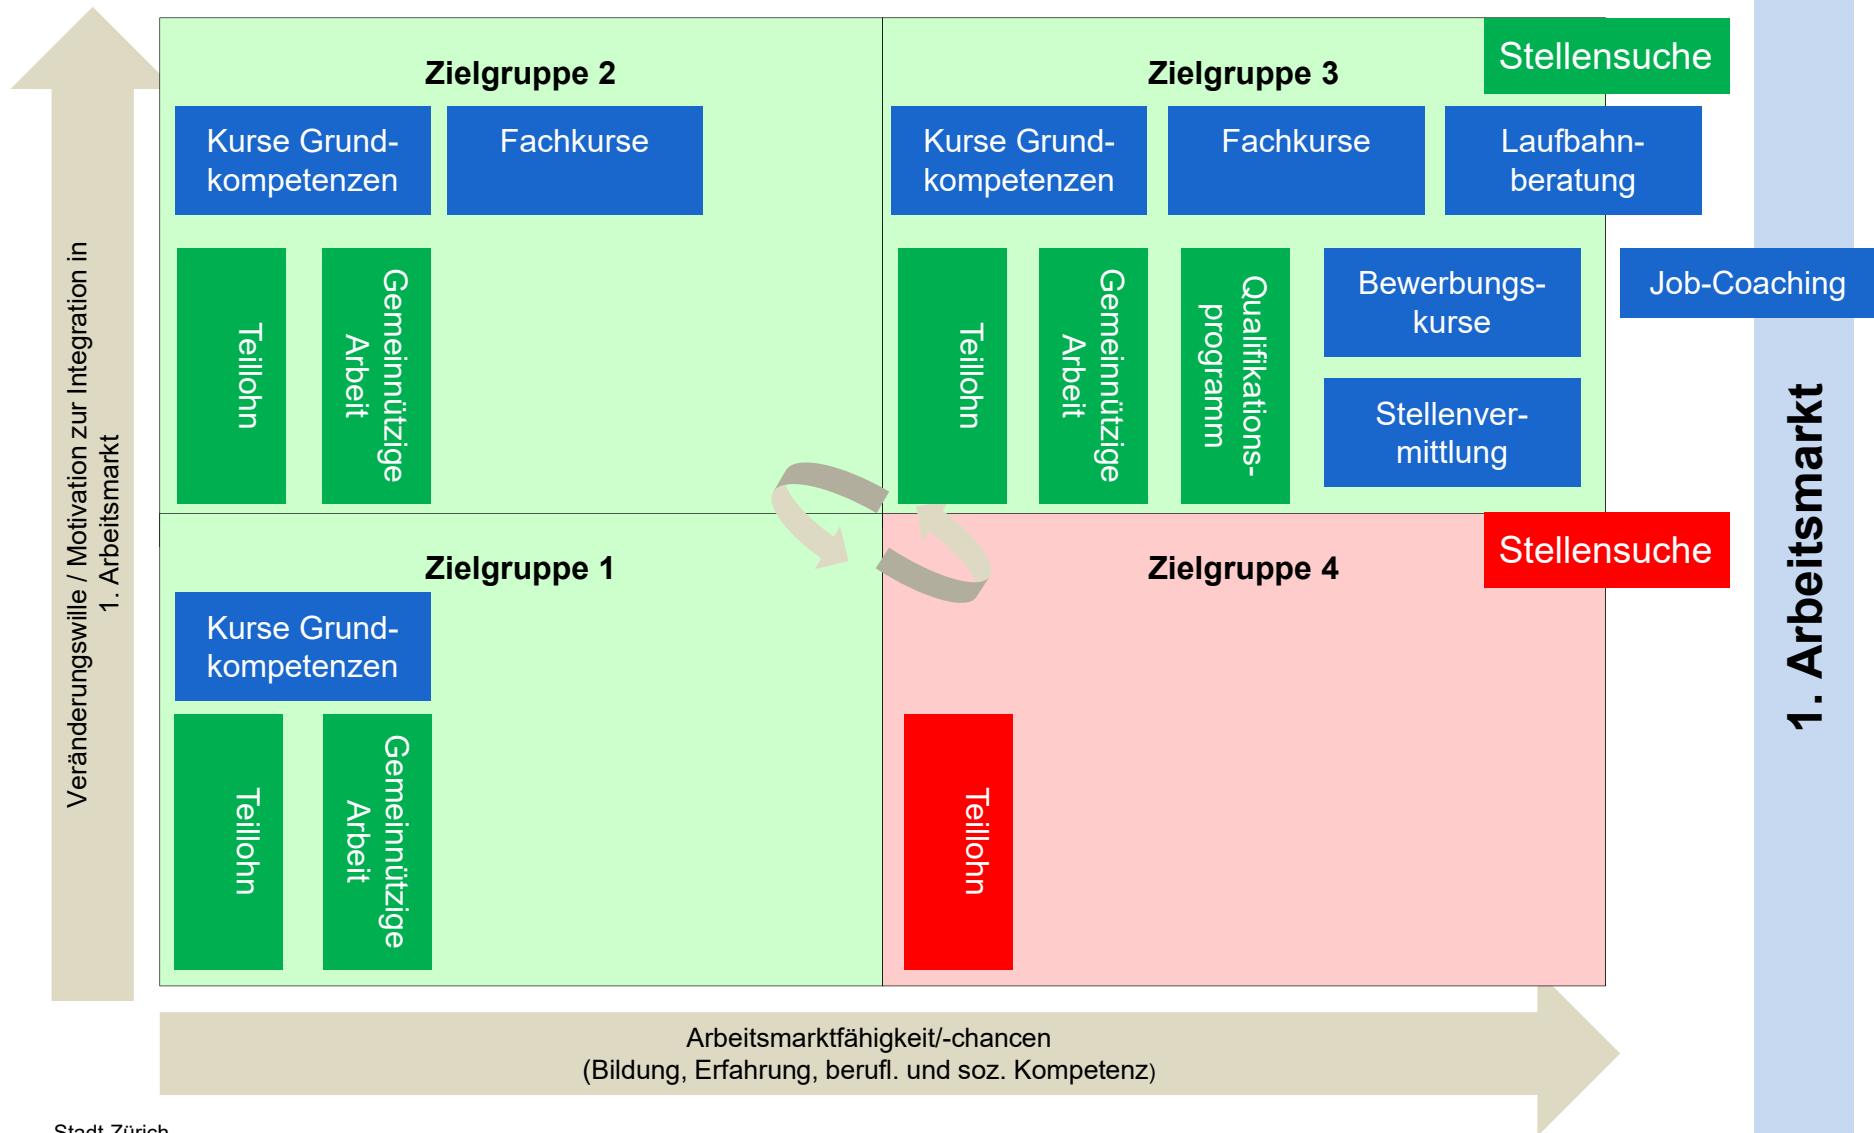 Zielgruppe 2
Kurse Grund-
kompetenzen
Fachkurse
Teillohn
Gemeinnützige
Arbeit
Zielgruppe 3
Stellensuche
Kurse Grund-
kompetenzen
Fachkurse
Laufbahn-
beratung
Teillohn
Gemeinnützige
Arbeit
Qualifikations-
programm
Bewerbungs-
kurse
Stellenver-
mittlung
Job-Coaching
Zielgruppe 1
Kurse Grund-
kompetenzen
Teillohn
Gemeinnützige
Arbeit
Zielgruppe 4
Stellensuche
Teillohn
Veränderungswille / Motivation zur Integration in
1. Arbeitsmarkt
1. Arbeitsmarkt
Arbeitsmarktfähigkeit/-chancen
(Bildung, Erfahrung, berufl. und soz. Kompetenz)
Stadt Zürich